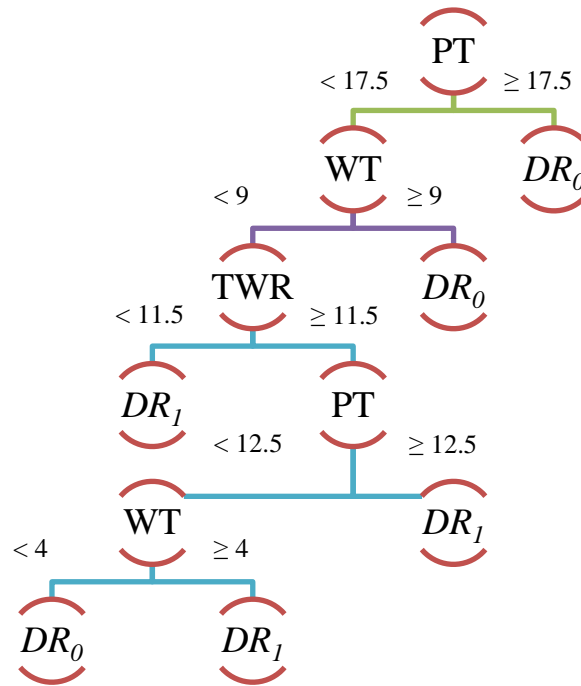 PT
< 17.5 ≥ 17.5
WT DR₀
< 9 ≥ 9
TWR DR₀
< 11.5 ≥ 11.5
DR₁ PT
< 12.5 ≥ 12.5
WT DR₁
< 4 ≥ 4
DR₀ DR₁